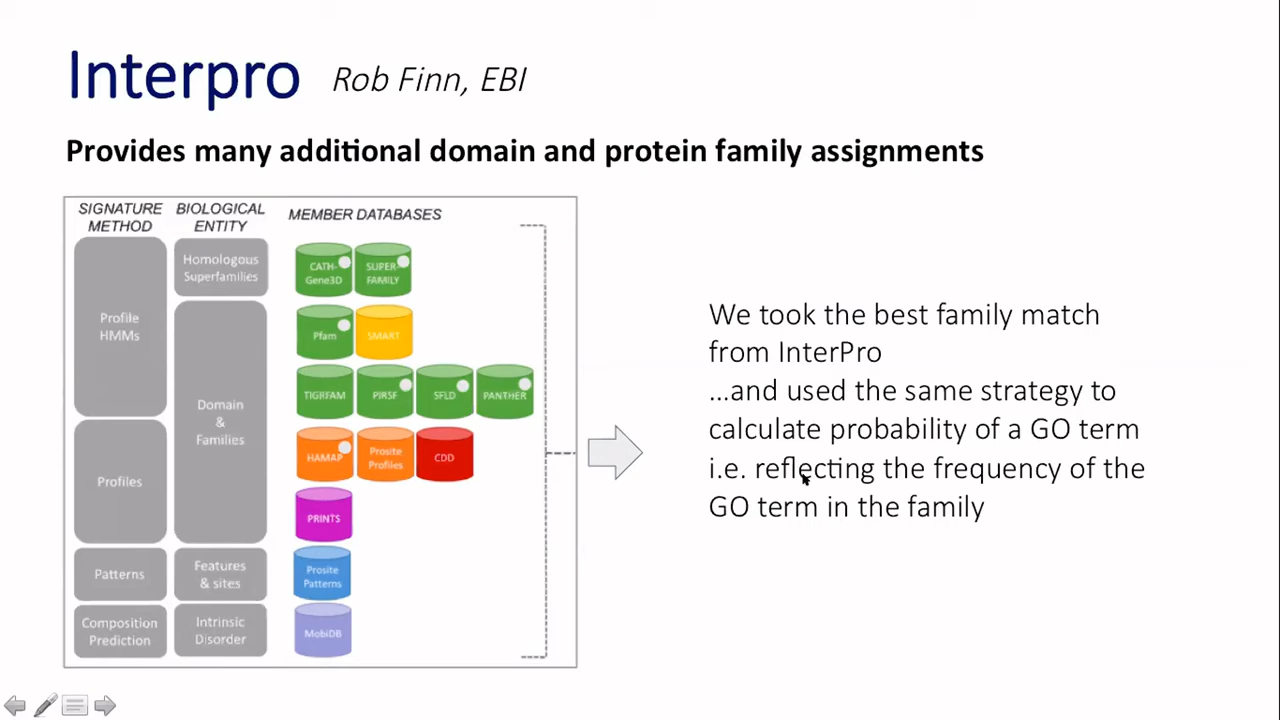 Interpro Rob Finn, EBI
Provides many additional domain and protein family assignments
SIGNATURE METHOD
BIOLOGICAL ENTITY
MEMBER DATABASES
Profile HMMs
Homologous Superfamilies
CATH-Gene3D
SUPER FAMILY
Pfam
SMART
Domain & Families
TIGRFAM
PIRSF
SFLD
PANTHER
Profiles
HAMAP
Prosite Profiles
CDD
PRINTS
Patterns
Features & sites
Prosite Patterns
Composition Prediction
Intrinsic Disorder
MobiDB
We took the best family match
from InterPro
...and used the same strategy to
calculate probability of a GO term
i.e. reflecting the frequency of the
GO term in the family